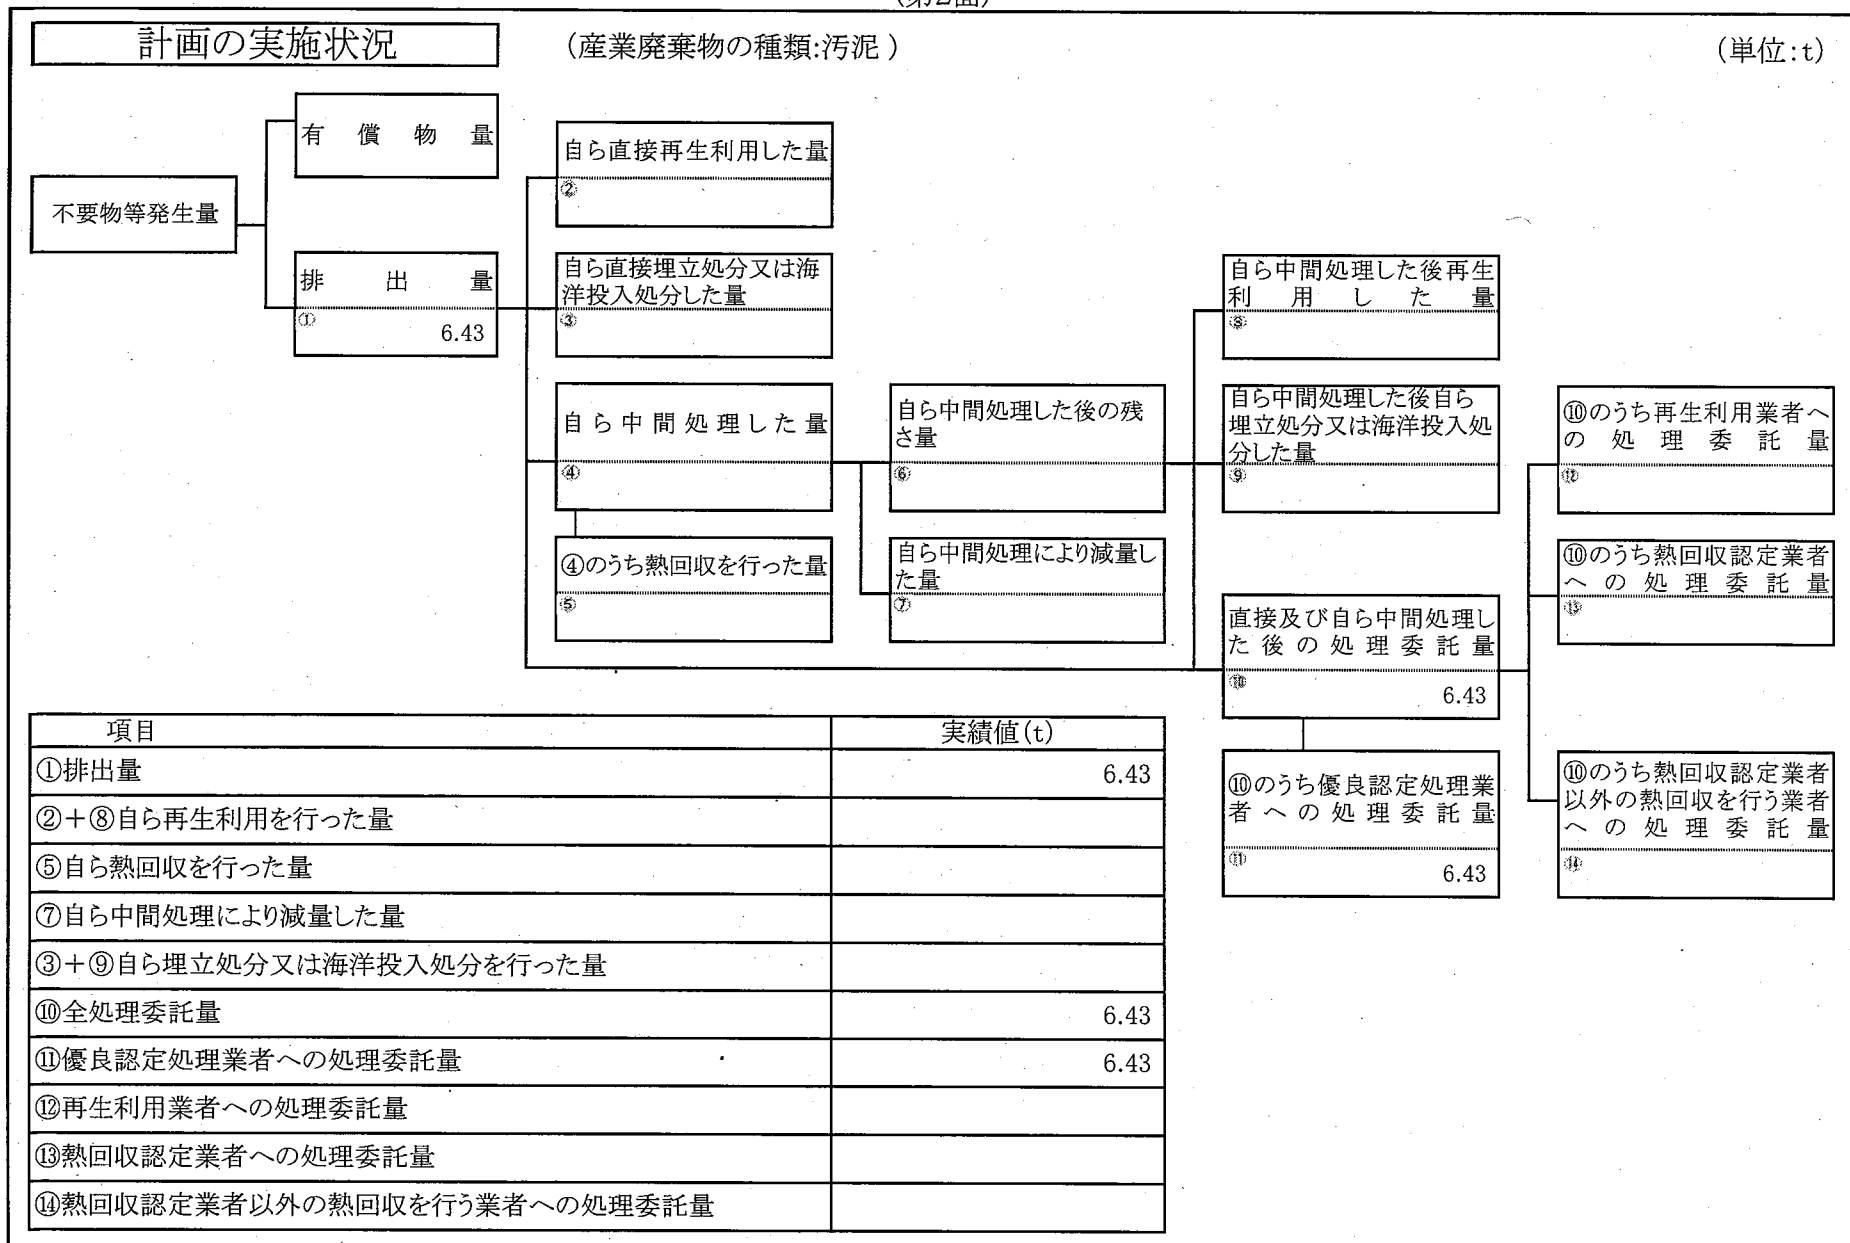 (第2面)
計画の実施状況 (産業廃棄物の種類:汚泥) (単位:t)
不要物等発生量
有償物量
排出量
① 6.43
自ら直接再生利用した量
②
自ら直接埋立処分又は海
洋投入処分した量
③
自ら中間処理した量
④
④のうち熱回収を行った量
⑤
自ら中間処理した後の残
さ量
⑥
自ら中間処理により減量し
た量
⑦
自ら中間処理した後再生
利用した量
⑧
自ら中間処理した後自ら
埋立処分又は海洋投入処
分した量
⑨
直接及び自ら中間処理し
た後の処理委託量
⑩ 6.43
⑩のうち優良認定処理業
者への処理委託量
⑪ 6.43
⑩のうち再生利用業者へ
の処理委託量
⑫
⑩のうち熱回収認定業者
への処理委託量
⑬
⑩のうち熱回収認定業者
以外の熱回収を行う業者
への処理委託量
⑭
項目 実績値(t)
①排出量 6.43
②+⑧自ら再生利用を行った量
⑤自ら熱回収を行った量
⑦自ら中間処理により減量した量
③+⑨自ら埋立処分又は海洋投入処分を行った量
⑩全処理委託量 6.43
⑪優良認定処理業者への処理委託量 6.43
⑫再生利用業者への処理委託量
⑬熱回収認定業者への処理委託量
⑭熱回収認定業者以外の熱回収を行う業者への処理委託量